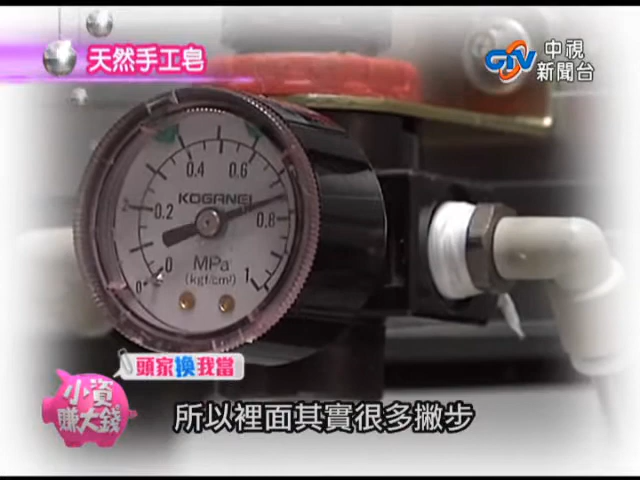 天然手工皂
CTV 中視
新聞台
0.4
0.6
KOGANEI
0.2
0.8
MPa
0
(kgf/cm²)
1
0
頭家換我當
小資
賺大錢
所以裡面其實很多撇步